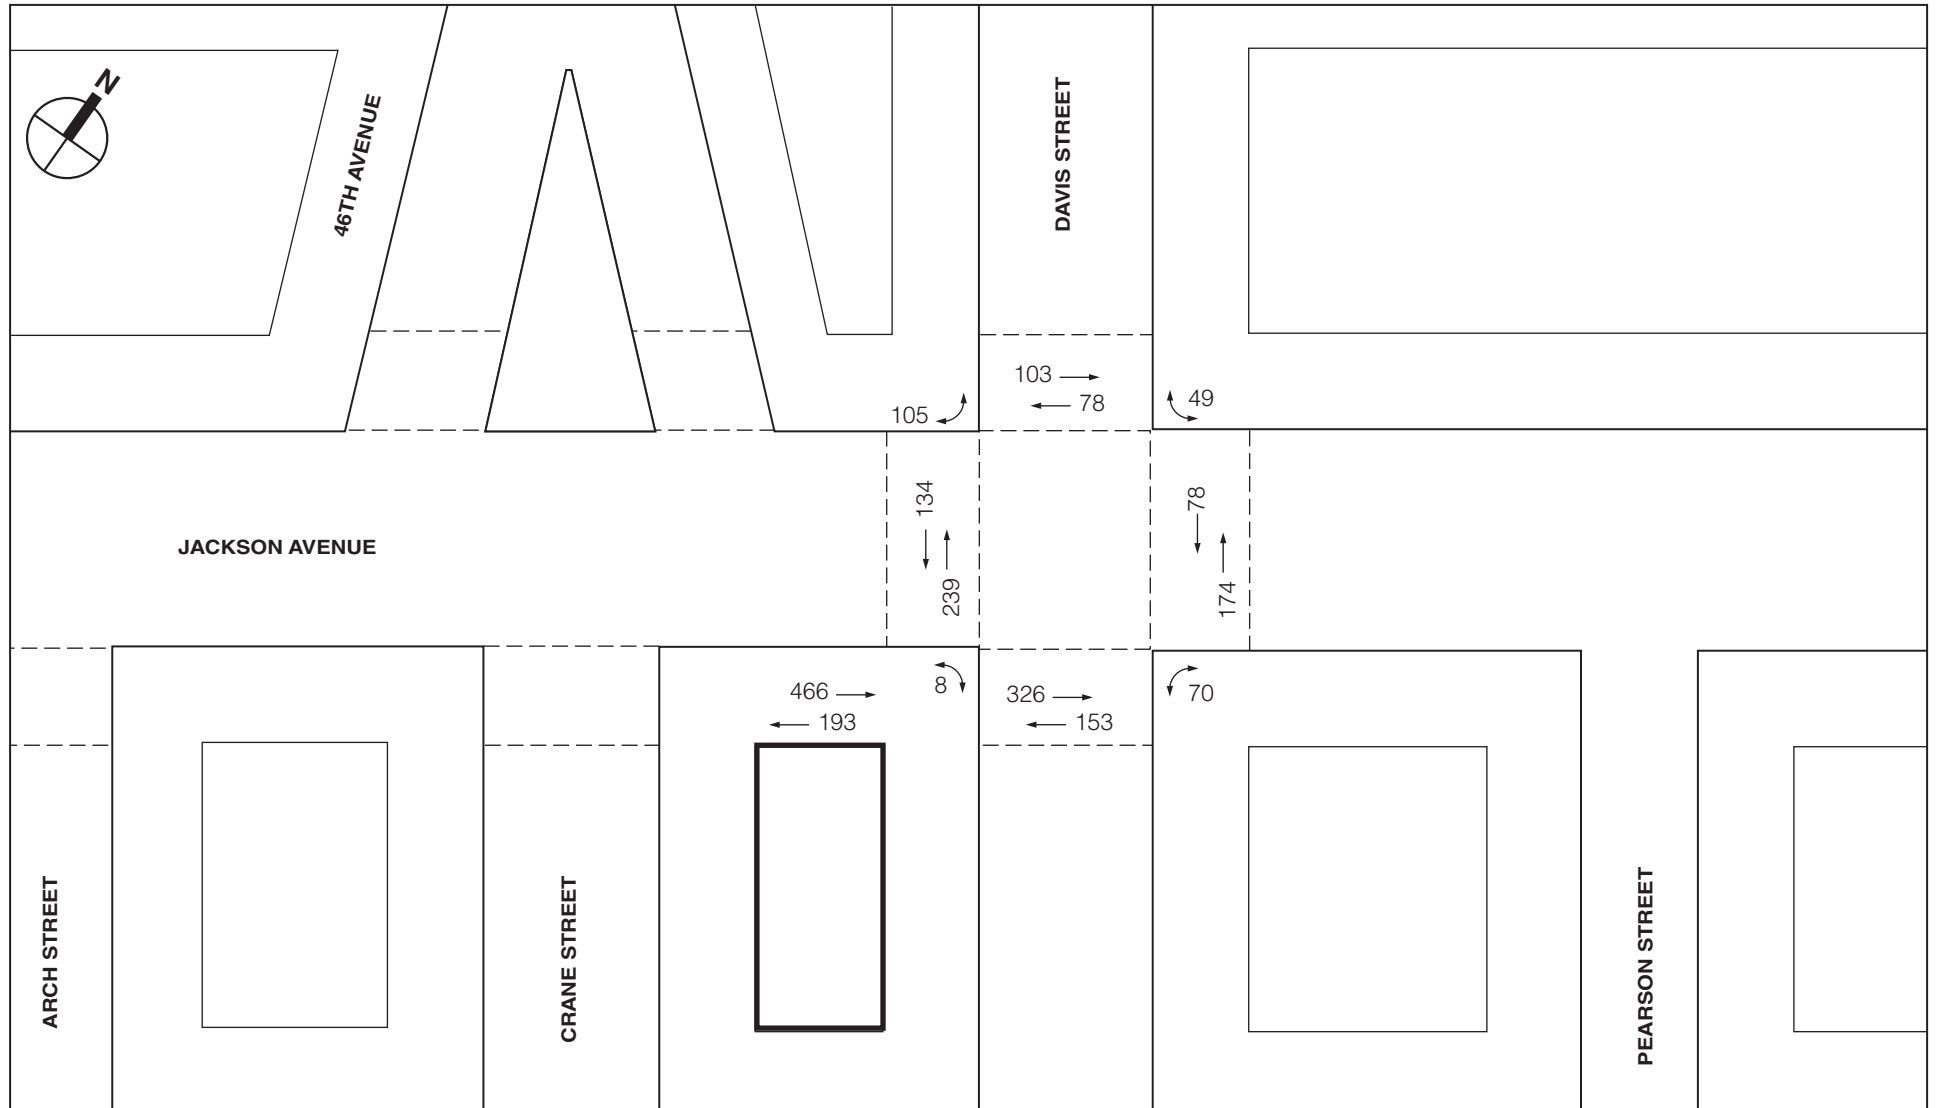 N
46TH AVENUE
DAVIS STREET
103
78
105
49
134
239
78
174
JACKSON AVENUE
466
193
8
326
153
70
ARCH STREET
CRANE STREET
PEARSON STREET